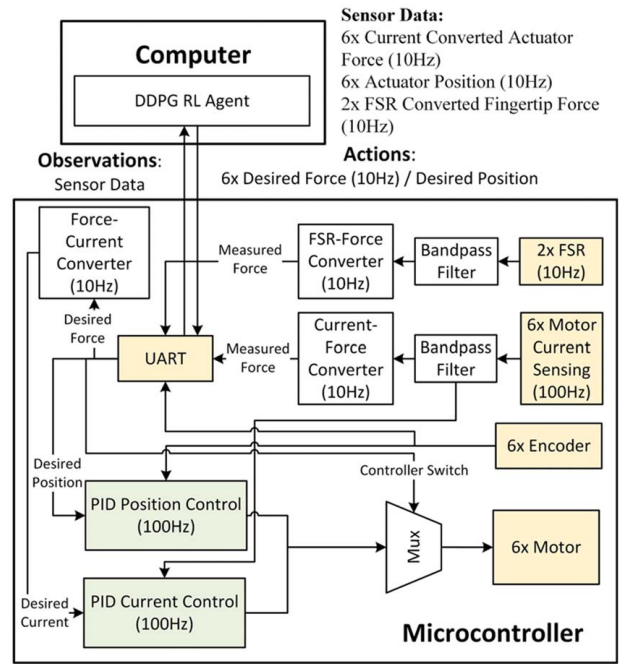 Computer
DDPG RL Agent
Sensor Data:
6x Current Converted Actuator
Force (10Hz)
6x Actuator Position (10Hz)
2x FSR Converted Fingertip Force
(10Hz)
Observations:
Sensor Data
Actions:
6x Desired Force (10Hz) / Desired Position
Force-
Current
Converter
(10Hz)
Measured
Force
FSR-Force
Converter
(10Hz)
Bandpass
Filter
2x FSR
(10Hz)
Desired
Force
UART
Measured
Force
Current-
Force
Converter
(10Hz)
Bandpass
Filter
6x Motor
Current
Sensing
(100Hz)
6x Encoder
Controller Switch
Desired
Position
PID Position Control
(100Hz)
Mux
6x Motor
Desired
Current
PID Current Control
(100Hz)
Microcontroller